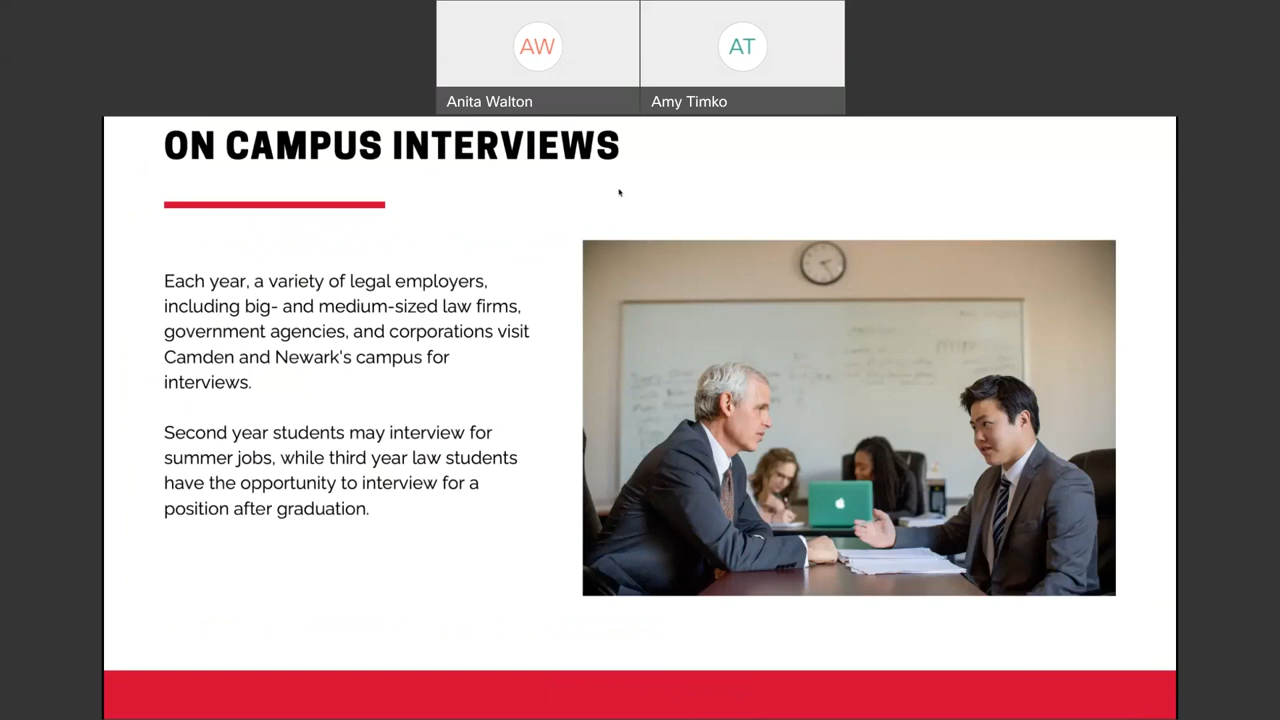 AW
AT
Anita Walton
Amy Timko
ON CAMPUS INTERVIEWS
Each year, a variety of legal employers,
including big- and medium-sized law firms,
government agencies, and corporations visit
Camden and Newark's campus for
interviews.
Second year students may interview for
summer jobs, while third year law students
have the opportunity to interview for a
position after graduation.